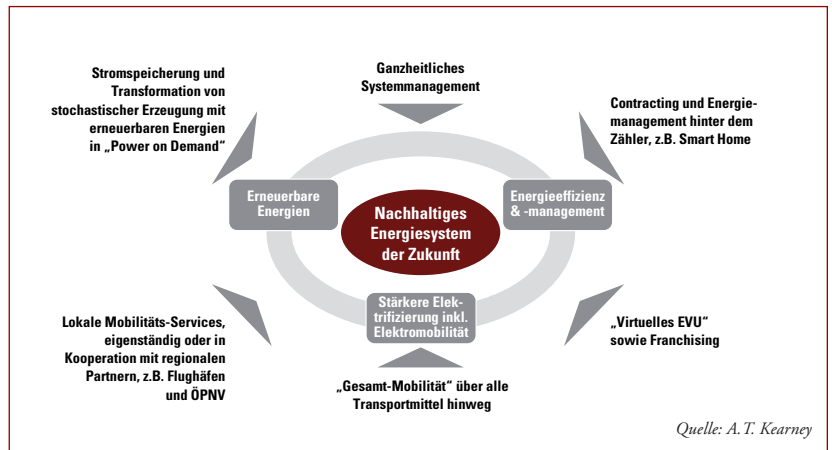 Ganzheitliches
Systemmanagement
Stromspeicherung und
Transformation von
stochastischer Erzeugung mit
erneuerbaren Energien
in „Power on Demand“
Contracting und Energie-
management hinter dem
Zähler, z.B. Smart Home
Erneuerbare
Energien
Energieeffizienz
& -management
Nachhaltiges
Energiesystem
der Zukunft
Stärkere Elek-
trifizierung inkl.
Elektromobilität
Lokale Mobilitäts-Services,
eigenständig oder in
Kooperation mit regionalen
Partnern, z.B. Flughäfen
und ÖPNV
„Virtuelles EVU“
sowie Franchising
„Gesamt-Mobilität“ über alle
Transportmittel hinweg
Quelle: A.T. Kearney